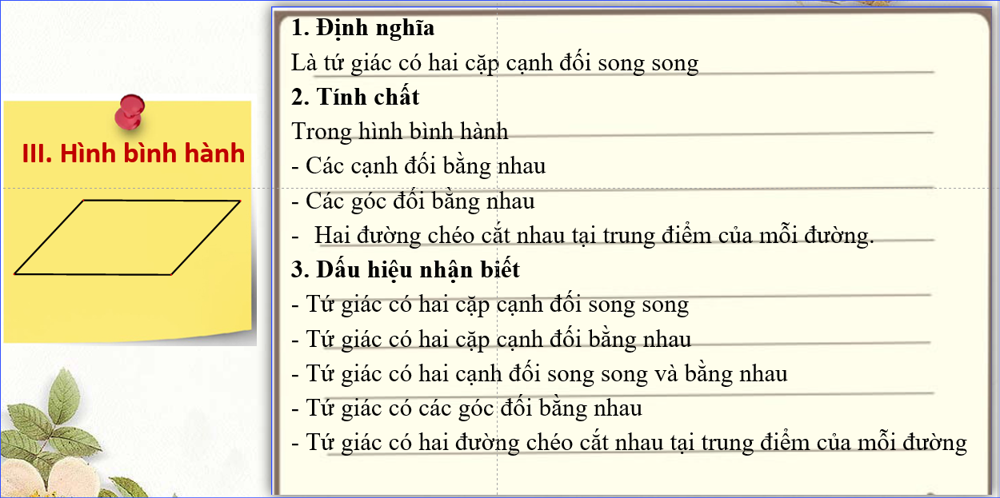 III. Hình bình hành
1. Định nghĩa
Là tứ giác có hai cặp cạnh đối song song
2. Tính chất
Trong hình bình hành
- Các cạnh đối bằng nhau
- Các góc đối bằng nhau
- Hai đường chéo cắt nhau tại trung điểm của mỗi đường.
3. Dấu hiệu nhận biết
- Tứ giác có hai cặp cạnh đối song song
- Tứ giác có hai cặp cạnh đối bằng nhau
- Tứ giác có hai cạnh đối song song và bằng nhau
- Tứ giác có các góc đối bằng nhau
- Tứ giác có hai đường chéo cắt nhau tại trung điểm của mỗi đường